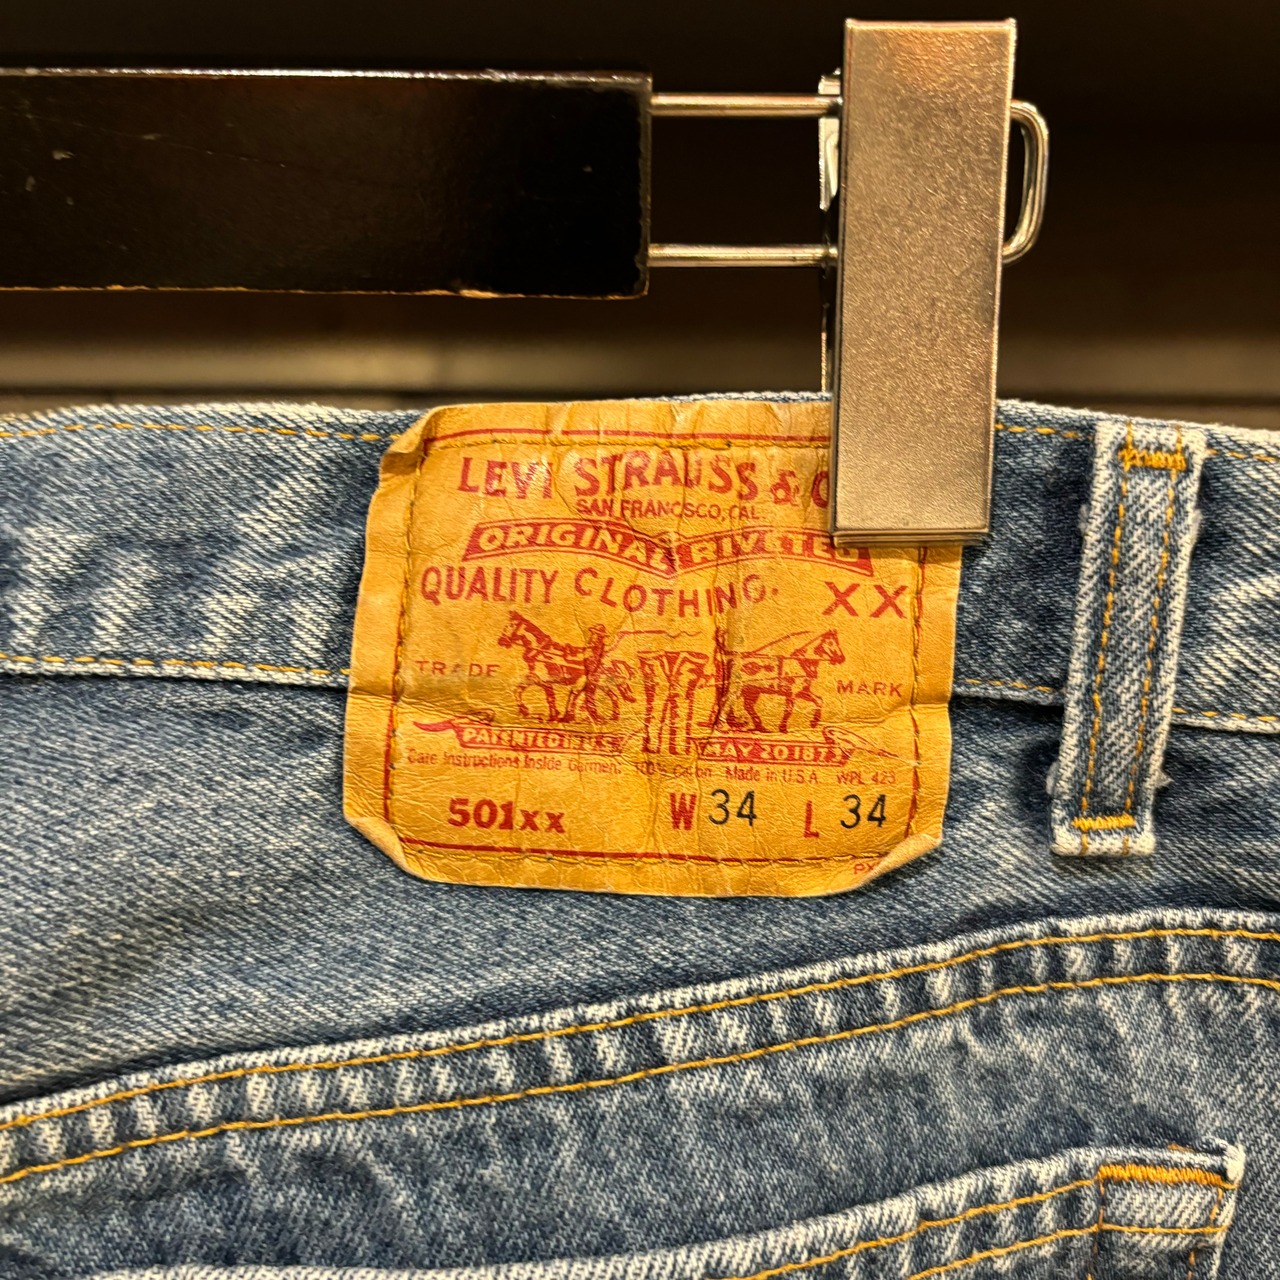 LEVI STRAUSS & C
SAN FRANCISCO, CAL.
ORIGINAL RIVETED
QUALITY CLOTHING. XX
TRADE MARK
PATENTED IN U.S. MAY 20 1873
Care Instructions Inside Garment 100% Cotton Made in U.S.A. WPL 423
501xx W 34 L 34